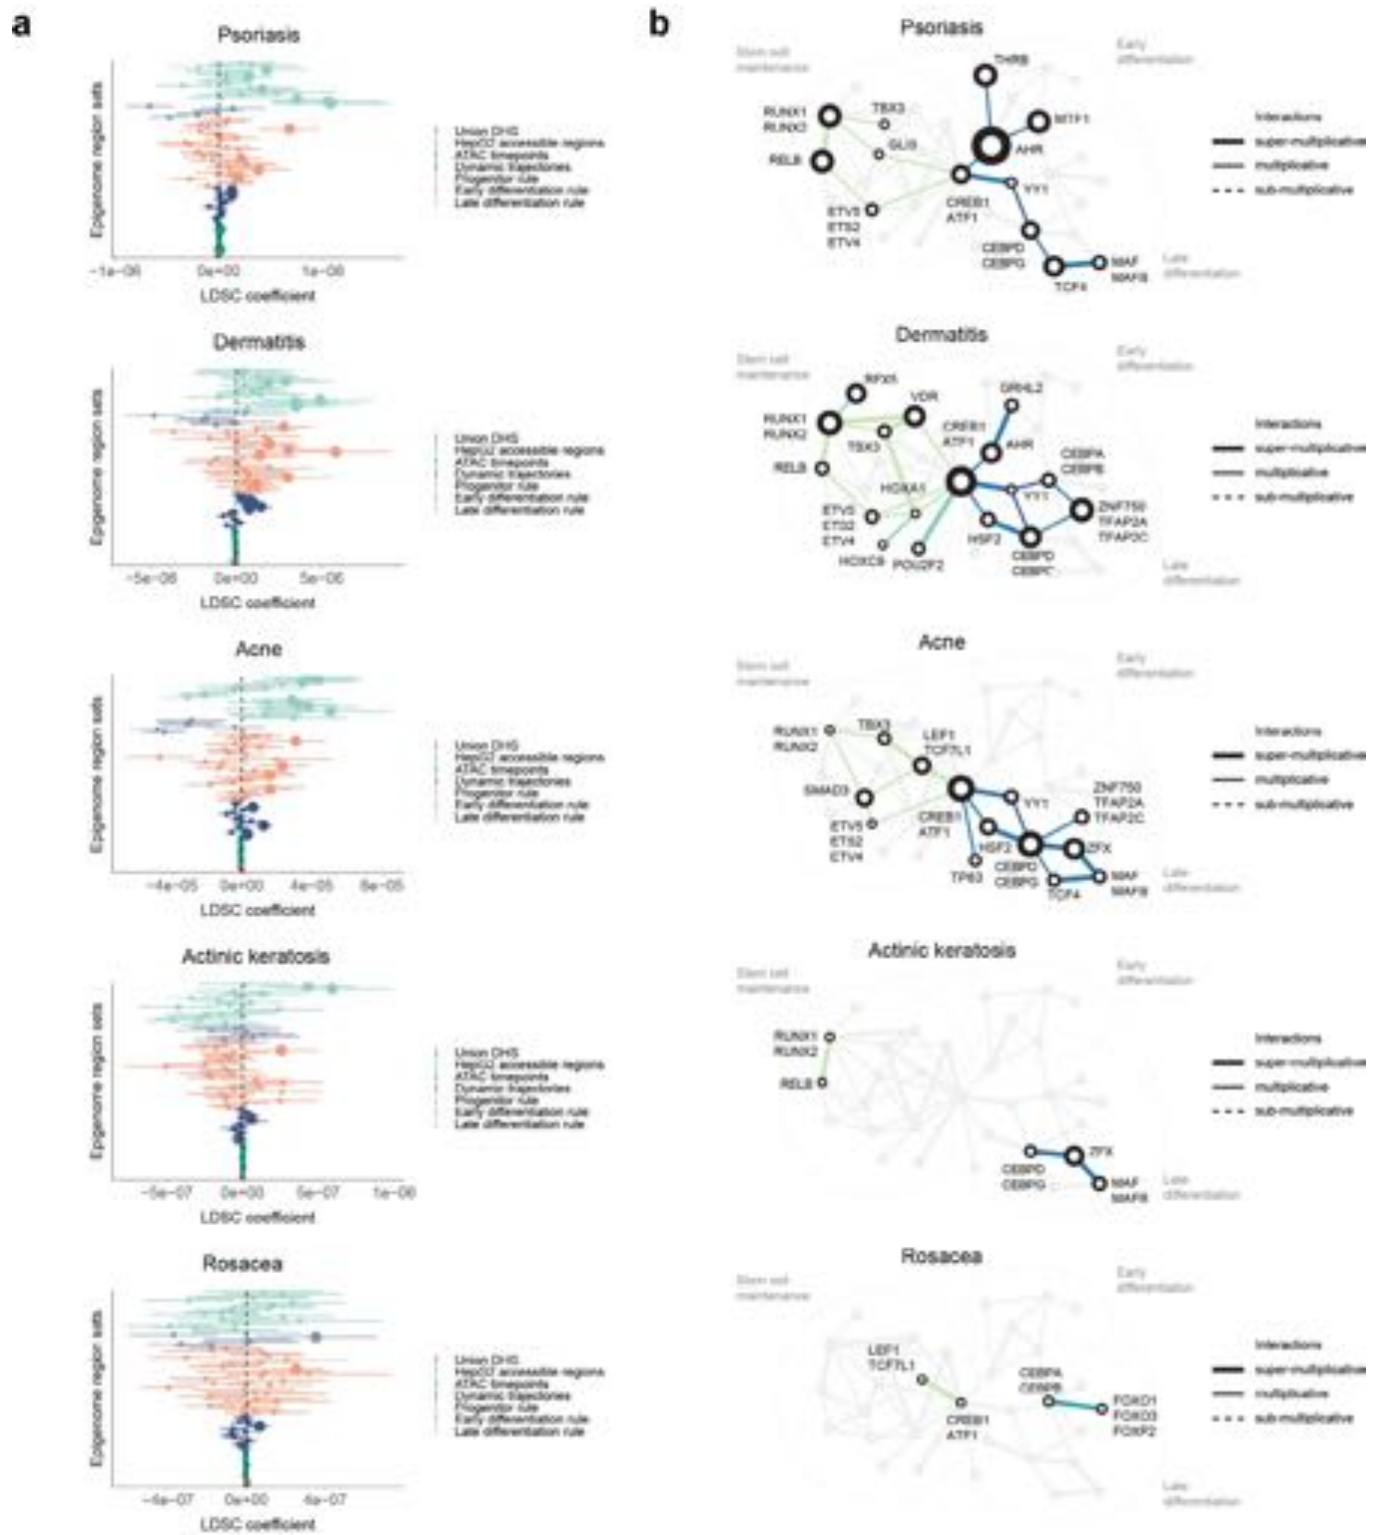 a
Psoriasis
Epigenome region sets
-1e-06 0e+00 1e-06
LDSC coefficient
Union DHS
HepG2 accessible regions
ATAC timepoints
Dynamic trajectories
Progenitor rule
Early differentiation rule
Late differentiation rule
Dermatitis
Epigenome region sets
-5e-06 0e+00 5e-06
LDSC coefficient
Union DHS
HepG2 accessible regions
ATAC timepoints
Dynamic trajectories
Progenitor rule
Early differentiation rule
Late differentiation rule
Acne
Epigenome region sets
-4e-05 0e+00 4e-05 8e-05
LDSC coefficient
Union DHS
HepG2 accessible regions
ATAC timepoints
Dynamic trajectories
Progenitor rule
Early differentiation rule
Late differentiation rule
Actinic keratosis
Epigenome region sets
-5e-07 0e+00 5e-07 1e-06
LDSC coefficient
Union DHS
HepG2 accessible regions
ATAC timepoints
Dynamic trajectories
Progenitor rule
Early differentiation rule
Late differentiation rule
Rosacea
Epigenome region sets
-4e-07 0e+00 4e-07
LDSC coefficient
Union DHS
HepG2 accessible regions
ATAC timepoints
Dynamic trajectories
Progenitor rule
Early differentiation rule
Late differentiation rule
b
Psoriasis
Stem cell
maintenance
Early
differentiation
THRB
RUNX1
RUNX2
TBX3
MTF1
GLI3
AHR
RELB
YY1
CREB1
ATF1
ETV5
ETS2
ETV4
CEBPD
CEBPG
MAF
MAFB
TCF4
Late
differentiation
Interactions
super-multiplicative
multiplicative
sub-multiplicative
Dermatitis
Stem cell
maintenance
Early
differentiation
RFX5
GRHL2
VDR
RUNX1
RUNX2
CREB1
ATF1
TBX3
AHR
CEBPA
CEBPB
RELB
HOXA1
YY1
ETV5
ETS2
ETV4
ZNF750
TFAP2A
TFAP2C
HSF2
HOXC9
POU2F2
CEBPD
Late
differentiation
Interactions
super-multiplicative
multiplicative
sub-multiplicative
Acne
Stem cell
maintenance
Early
differentiation
RUNX1
RUNX2
TBX3
LEF1
TCF7L1
SMAD3
YY1
ZNF750
TFAP2A
TFAP2C
CREB1
ATF1
ETV5
ETS2
ETV4
HSF2
ZFX
TP63
CEBPD
CEBPG
MAF
MAFB
TCF4
Late
differentiation
Interactions
super-multiplicative
multiplicative
sub-multiplicative
Actinic keratosis
Stem cell
maintenance
Early
differentiation
RUNX1
RUNX2
RELB
ZFX
CEBPD
CEBPG
MAF
MAFB
Late
differentiation
Interactions
super-multiplicative
multiplicative
sub-multiplicative
Rosacea
Stem cell
maintenance
Early
differentiation
LEF1
TCF7L1
CEBPA
CEBPB
CREB1
ATF1
FOXO1
FOXO3
FOXP2
Late
differentiation
Interactions
super-multiplicative
multiplicative
sub-multiplicative